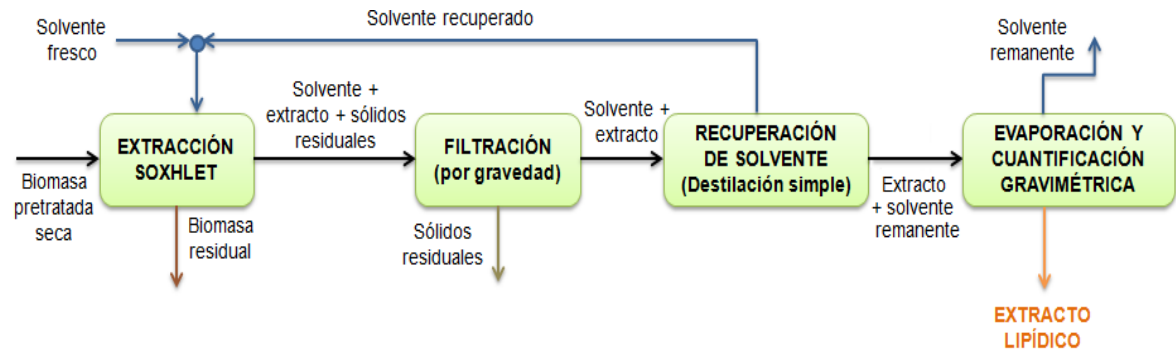 Solvente
fresco
Solvente recuperado
Solvente
remanente
Solvente +
extracto + sólidos
residuales
Solvente +
extracto
EXTRACCIÓN
SOXHLET
FILTRACIÓN
(por gravedad)
RECUPERACIÓN
DE SOLVENTE
(Destilación simple)
EVAPORACIÓN Y
CUANTIFICACIÓN
GRAVIMÉTRICA
Biomasa
pretratada
seca
Biomasa
residual
Sólidos
residuales
Extracto
+ solvente
remanente
EXTRACTO
LIPÍDICO